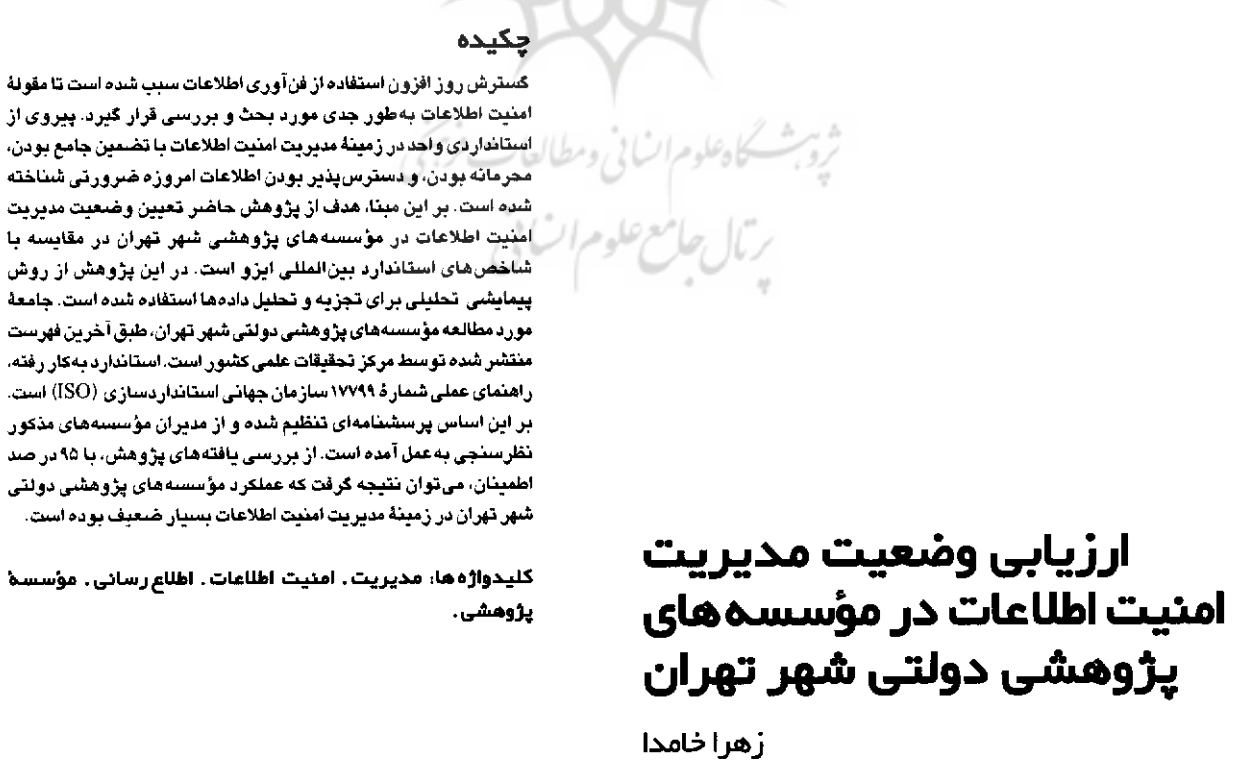 ارزیابی وضعیت مدیریت
امنیت اطلاعات در مؤسسه‌های
پژوهشی دولتی شهر تهران
زهرا خامدا
چکیده
گسترش روز افزون استفاده از فن‌آوری اطلاعات سبب شده است تا مقولهٔ
امنیت اطلاعات به‌طور جدی مورد بحث و بررسی قرار گیرد. پیروی از
استانداردی واحد در زمینهٔ مدیریت امنیت اطلاعات با تضمین جامع بودن،
محرمانه بودن، و دسترس‌پذیر بودن اطلاعات امروزه ضرورتی شناخته
شده است. بر این مبنا، هدف از پژوهش حاضر تعیین وضعیت مدیریت
امنیت اطلاعات در مؤسسه‌های پژوهشی شهر تهران در مقایسه با
شاخص‌های استاندارد بین‌المللی ایزو است. در این پژوهش از روش
پیمایشی تحلیلی برای تجزیه و تحلیل داده‌ها استفاده شده است. جامعهٔ
مورد مطالعه مؤسسه‌های پژوهشی دولتی شهر تهران، طبق آخرین فهرست
منتشر شده توسط مرکز تحقیقات علمی کشور است. استاندارد به‌کار رفته،
راهنمای عملی شمارهٔ ۱۷۷۹۹ سازمان جهانی استانداردسازی (ISO) است.
بر این اساس پرسشنامه‌ای تنظیم شده و از مدیران مؤسسه‌های مذکور
نظرسنجی به‌عمل آمده است. از بررسی یافته‌های پژوهش، با ۹۵ در صد
اطمینان، می‌توان نتیجه گرفت که عملکرد مؤسسه‌های پژوهشی دولتی
شهر تهران در زمینهٔ مدیریت امنیت اطلاعات بسیار ضعیف بوده است.
کلیدواژه‌ها: مدیریت . امنیت اطلاعات . اطلاع رسانی . مؤسسهٔ
پژوهشی .
پژوهشگاه علوم انسانی و مطالعات فرهنگی
پرتال جامع علوم انسانی